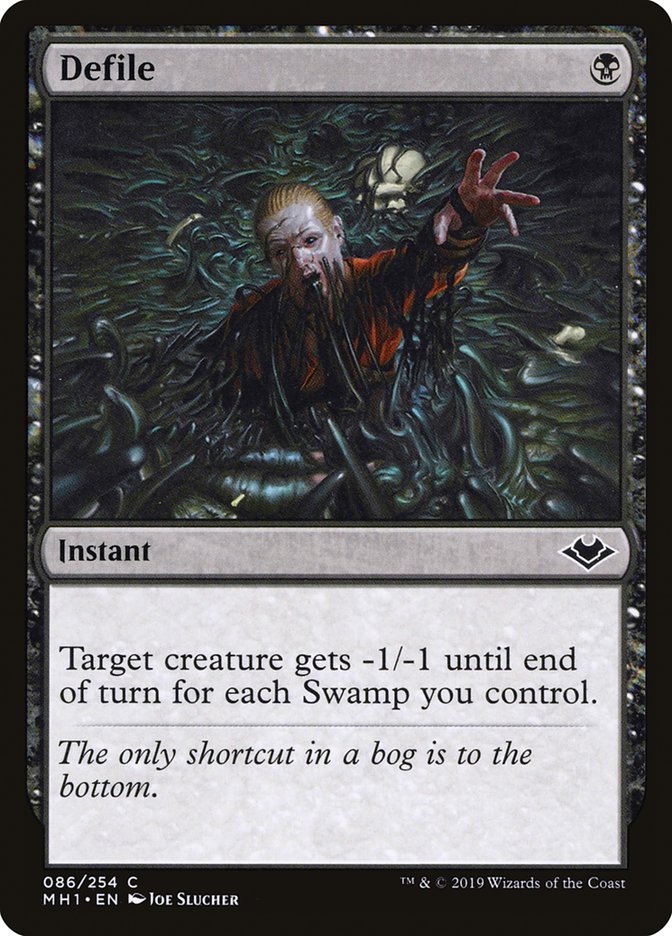 Defile
Instant
Target creature gets -1/-1 until end
of turn for each Swamp you control.
The only shortcut in a bog is to the
bottom.
086/254 C
™ & © 2019 Wizards of the Coast
MH1 • EN Joe Slucher